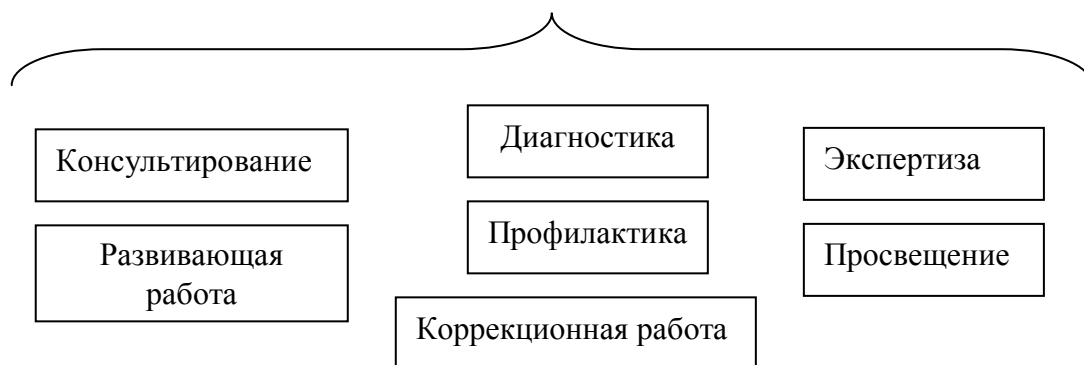 Консультирование
Развивающая
работа
Диагностика
Профилактика
Коррекционная работа
Экспертиза
Просвещение